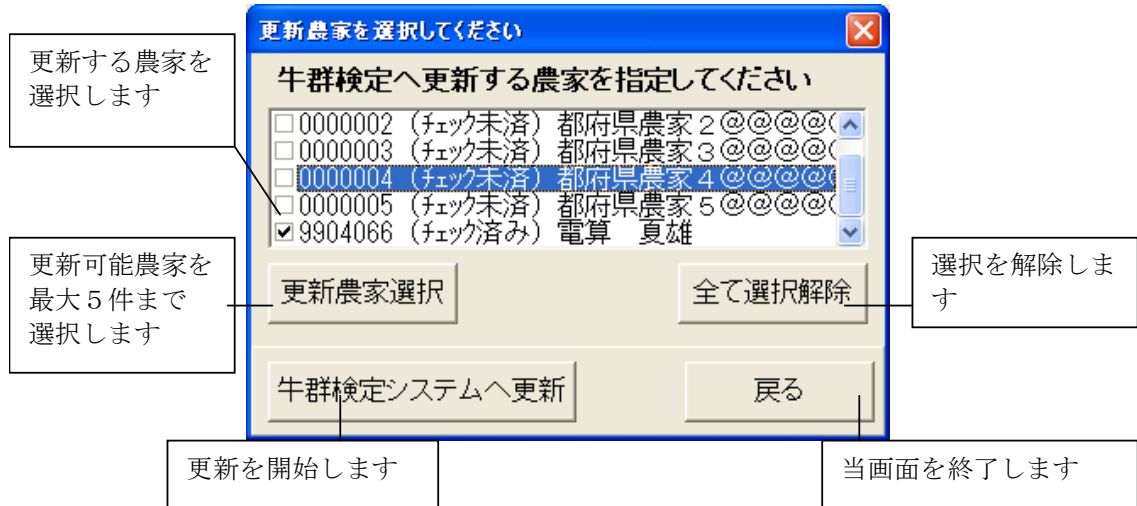 更新農家を選択してください
更新する農家を
選択します
牛群検定へ更新する農家を指定してください
0000002 (チェック未済) 都府県農家２＠＠＠＠(
0000003 (チェック未済) 都府県農家３＠＠＠＠(
0000004 (チェック未済) 都府県農家４＠＠＠＠(
0000005 (チェック未済) 都府県農家５＠＠＠＠(
9904066 (チェック済み) 電算　夏雄
更新可能農家を
最大５件まで
選択します
更新農家選択
全て選択解除
選択を解除しま
す
牛群検定システムへ更新
戻る
更新を開始します
当画面を終了します